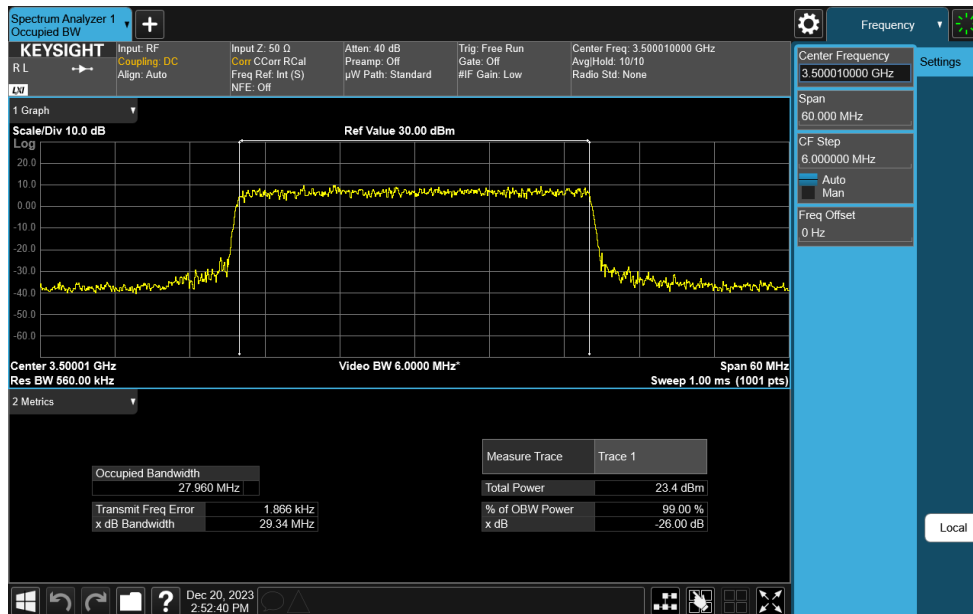 Spectrum Analyzer 1
Occupied BW
Frequency
KEYSIGHT
R L
LXI
Input: RF
Coupling: DC
Align: Auto
Input Z: 50 Ω
Corr CCorr RCal
Freq Ref: Int (S)
NFE: Off
Atten: 40 dB
Preamp: Off
µW Path: Standard
Trig: Free Run
Gate: Off
#IF Gain: Low
Center Freq: 3.500010000 GHz
Avg|Hold: 10/10
Radio Std: None
Center Frequency
3.500010000 GHz
Settings
Span
60.000 MHz
CF Step
6.000000 MHz
Auto
Man
Freq Offset
0 Hz
Local
1 Graph
Scale/Div 10.0 dB
Ref Value 30.00 dBm
Log
20.0
10.0
0.00
-10.0
-20.0
-30.0
-40.0
-50.0
-60.0
Center 3.50001 GHz
Video BW 6.0000 MHz*
Span 60 MHz
Res BW 560.00 kHz
Sweep 1.00 ms (1001 pts)
2 Metrics
Measure Trace
Trace 1
Occupied Bandwidth
27.960 MHz
Total Power
23.4 dBm
Transmit Freq Error
1.866 kHz
% of OBW Power
99.00 %
x dB Bandwidth
29.34 MHz
x dB
-26.00 dB
?
Dec 20, 2023
2:52:40 PM